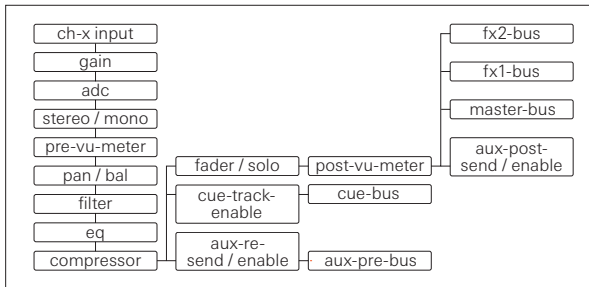 ch-x input
gain
adc
stereo / mono
pre-vu-meter
pan / bal
filter
eq
compressor
fader / solo
cue-track-
enable
aux-re-
send / enable
post-vu-meter
cue-bus
aux-pre-bus
fx2-bus
fx1-bus
master-bus
aux-post-
send / enable